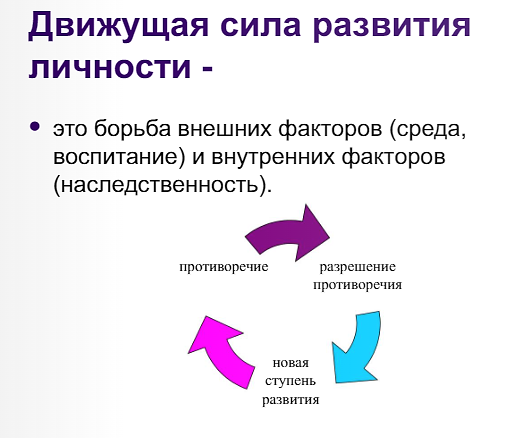 Движущая сила развития
личности -
• это борьба внешних факторов (среда,
воспитание) и внутренних факторов
(наследственность).
противоречие
разрешение
противоречия
новая
ступень
развития